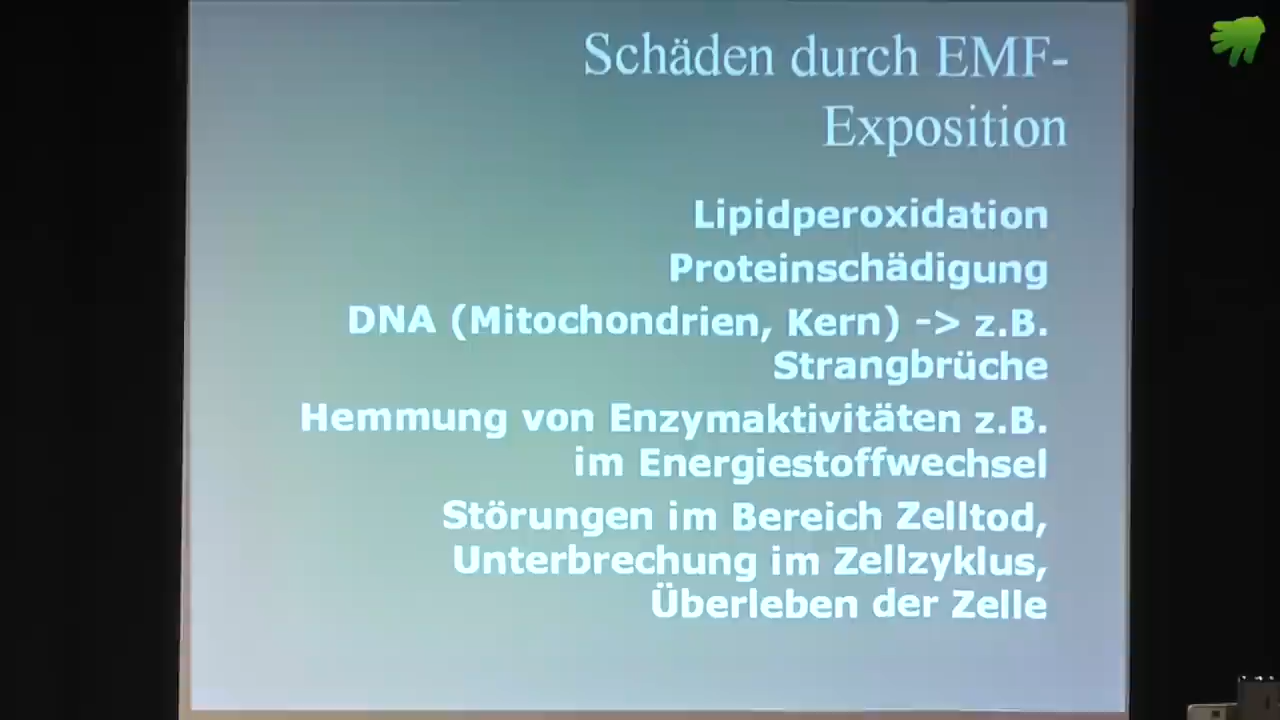 Schäden durch EMF-
Exposition
Lipidperoxidation
Proteinschädigung
DNA (Mitochondrien, Kern) -> z.B.
Strangbrüche
Hemmung von Enzymaktivitäten z.B.
im Energiestoffwechsel
Störungen im Bereich Zelltod,
Unterbrechung im Zellzyklus,
Überleben der Zelle